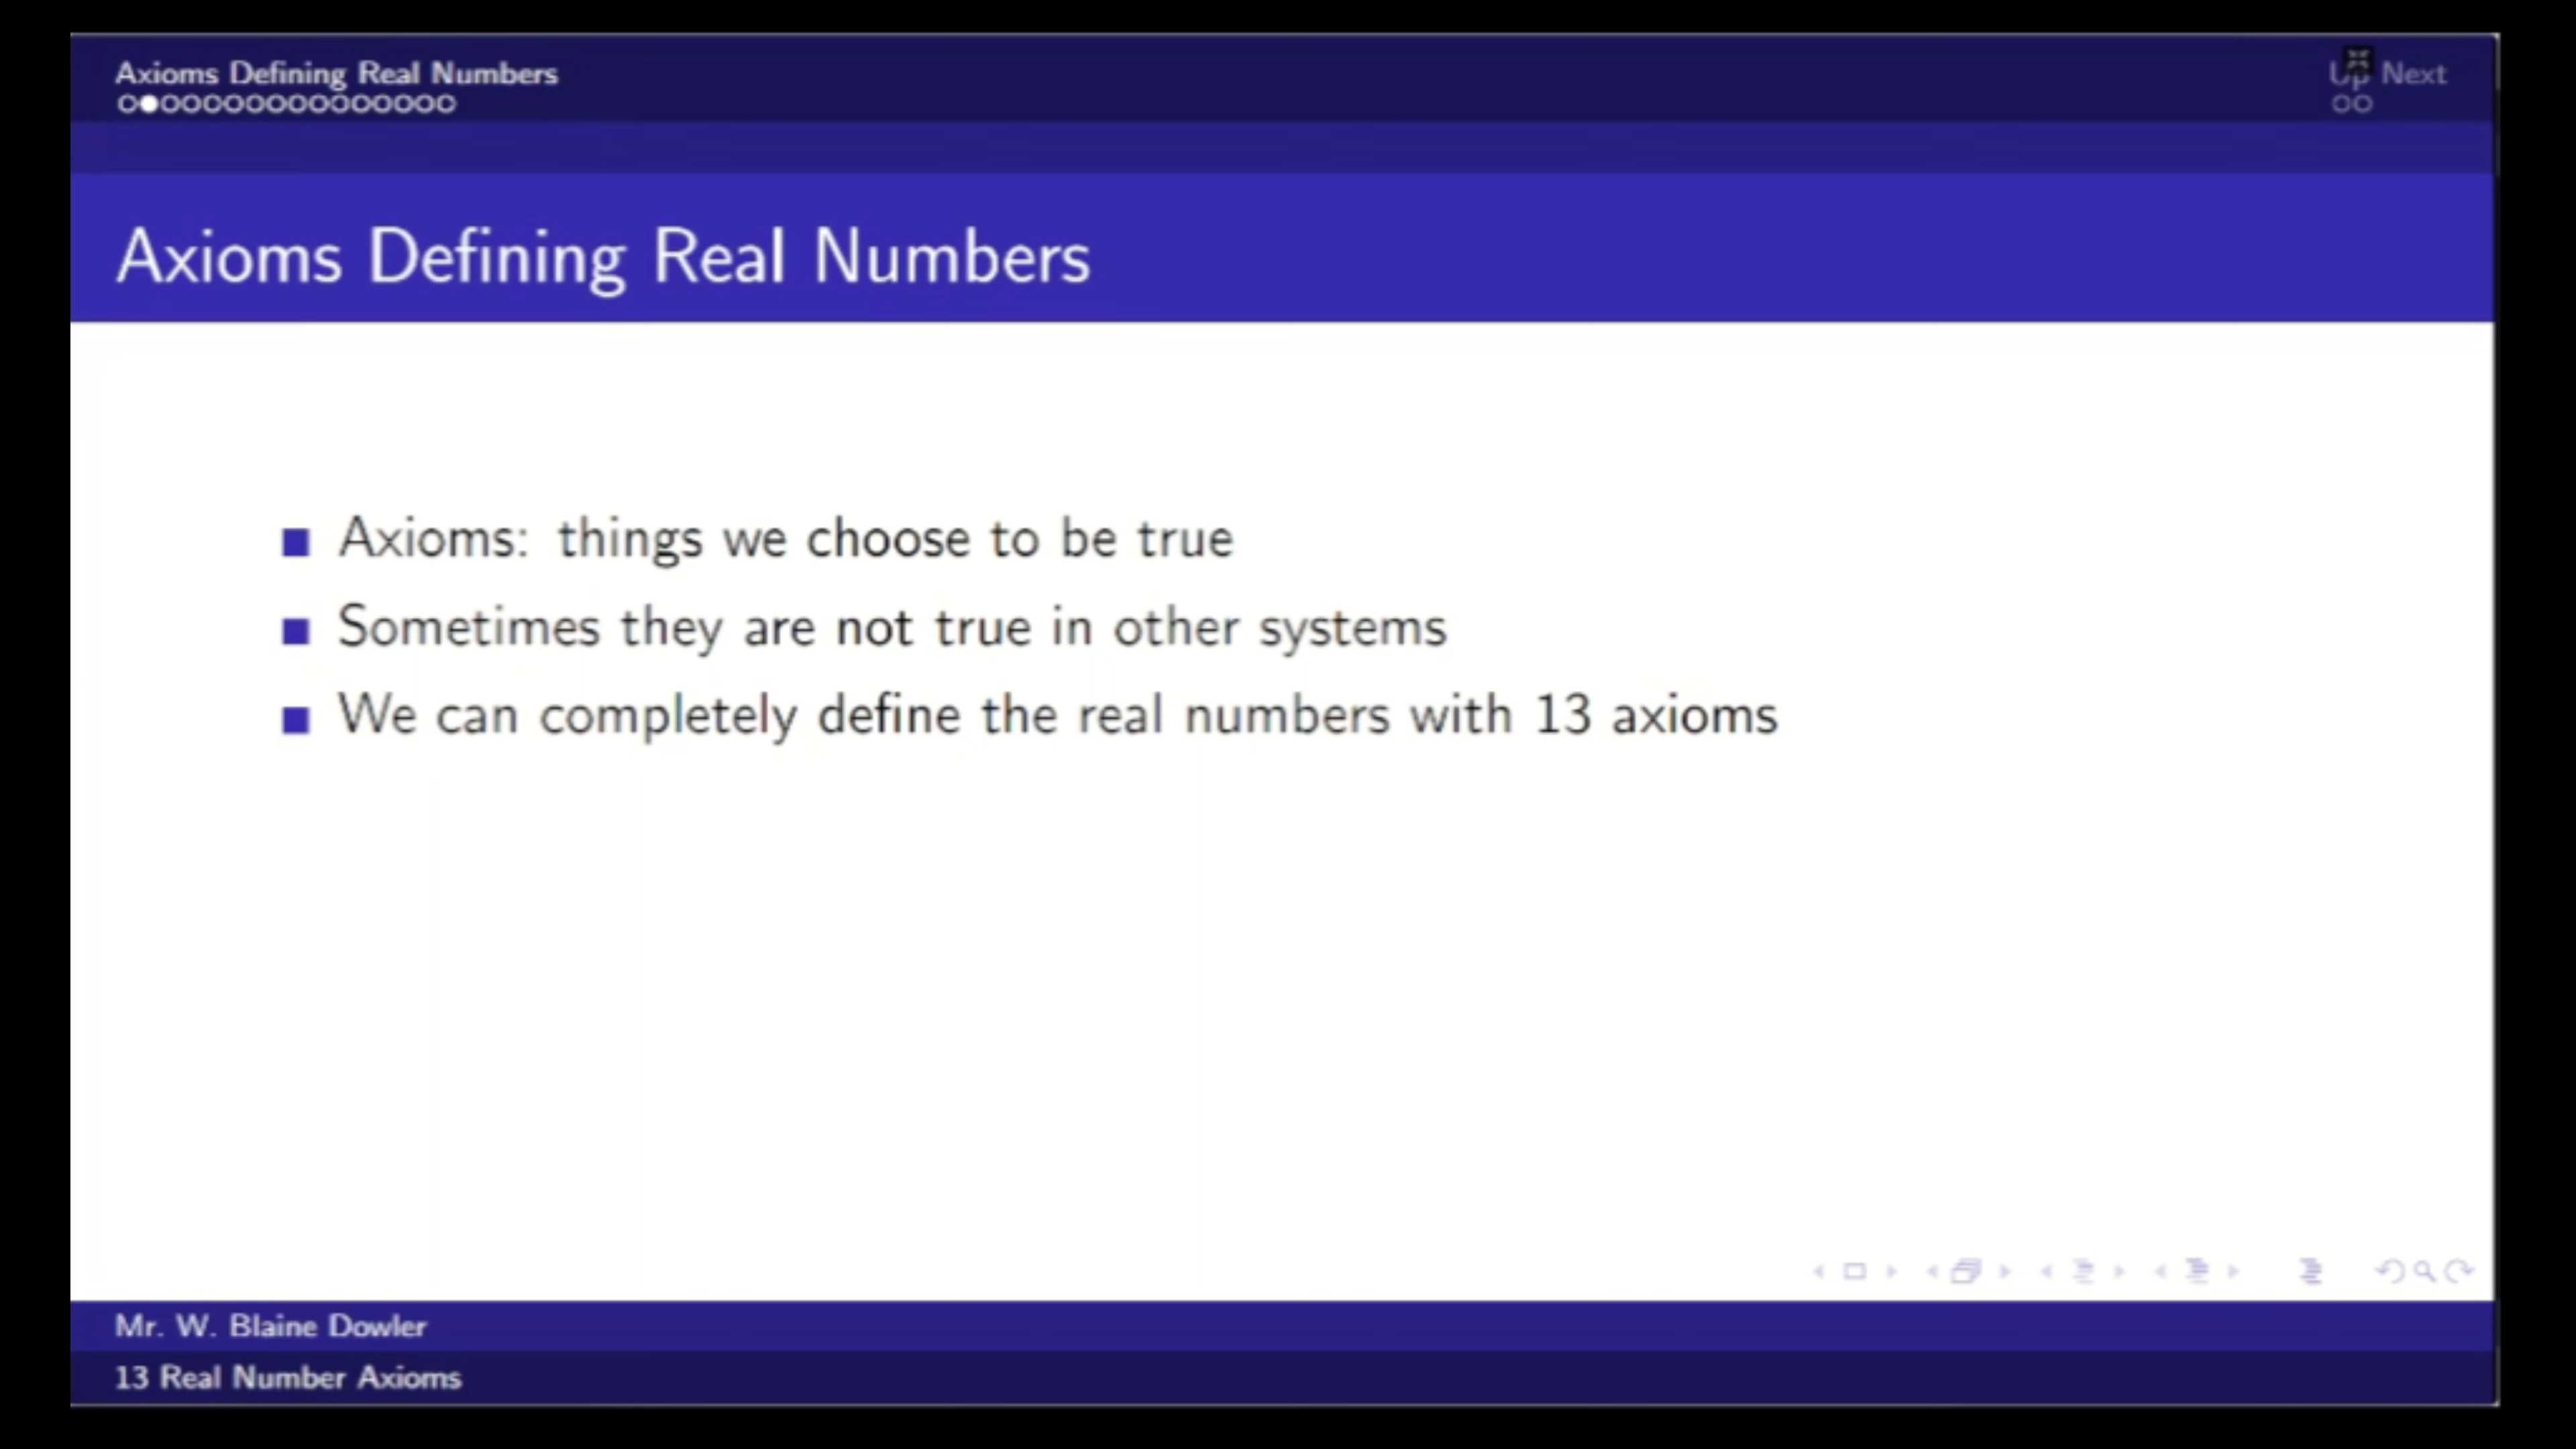 Axioms Defining Real Numbers
Up Next
Axioms Defining Real Numbers
Axioms: things we choose to be true
Sometimes they are not true in other systems
We can completely define the real numbers with 13 axioms
Mr. W. Blaine Dowler
13 Real Number Axioms